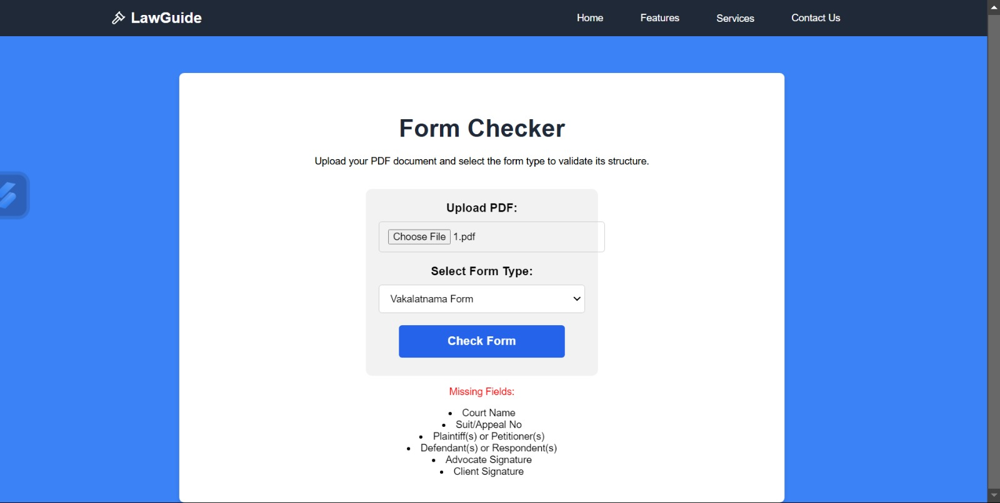 LawGuide
Home Features Services Contact Us
Form Checker
Upload your PDF document and select the form type to validate its structure.
Upload PDF:
Choose File 1.pdf
Select Form Type:
Vakalatnama Form
Check Form
Missing Fields:
• Court Name
• Suit/Appeal No
• Plaintiff(s) or Petitioner(s)
• Defendant(s) or Respondent(s)
• Advocate Signature
• Client Signature